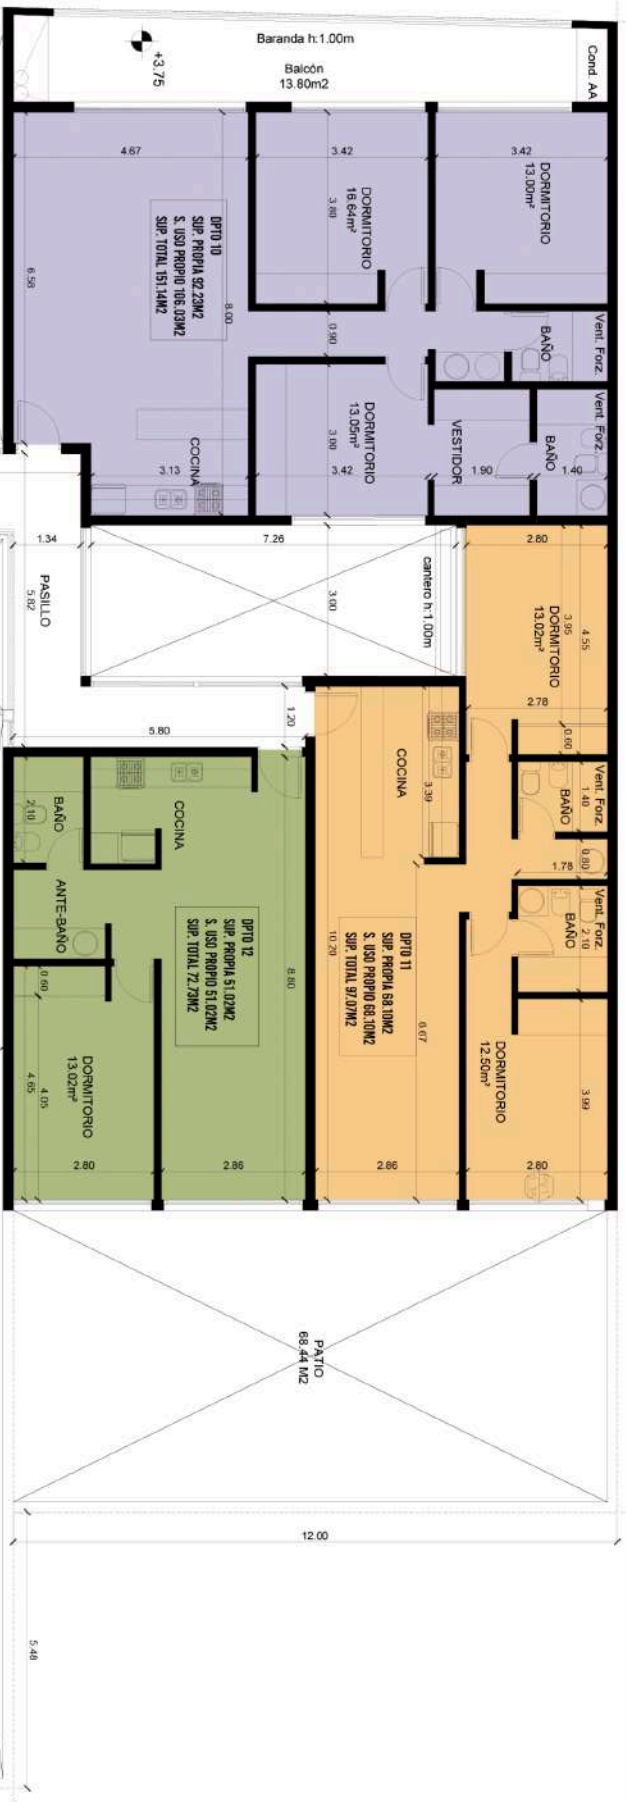 Baranda h:1.00m
Balcón
13.80m2
Cond. AA
+3.75
4.67
3.42
3.42
DORMITORIO
16.64m²
3.80
DORMITORIO
13.00m²
DPTO 10
SUP. PROPIA 92.23M2
S. USO PROPIO 106.03M2
SUP. TOTAL 151.14M2
6.58
8.00
0.90
BAÑO
Vent. Forz.
DORMITORIO
13.05m²
3.00
3.42
VESTIDOR
1.90
BAÑO
1.40
Vent. Forz.
COCINA
3.13
1.34
7.26
2.80
PASILLO
5.82
3.00
cantero h:1.00m
DORMITORIO
13.02m²
3.95
4.55
2.78
0.60
1.20
5.80
COCINA
3.39
BAÑO
1.40
Vent. Forz.
BAÑO
2.10
COCINA
1.78
0.80
ANTE-BAÑO
BAÑO
2.10
Vent. Forz.
DPTO 12
SUP. PROPIA 51.02M2
S. USO PROPIO 51.02M2
SUP. TOTAL 72.73M2
8.80
DPTO 11
SUP. PROPIA 68.10M2
S. USO PROPIO 68.10M2
SUP. TOTAL 97.07M2
10.20
6.67
0.60
DORMITORIO
13.02m²
4.65
4.05
DORMITORIO
12.50m²
3.99
2.80
2.86
2.86
2.80
PATIO
68.44 M2
12.00
5.48